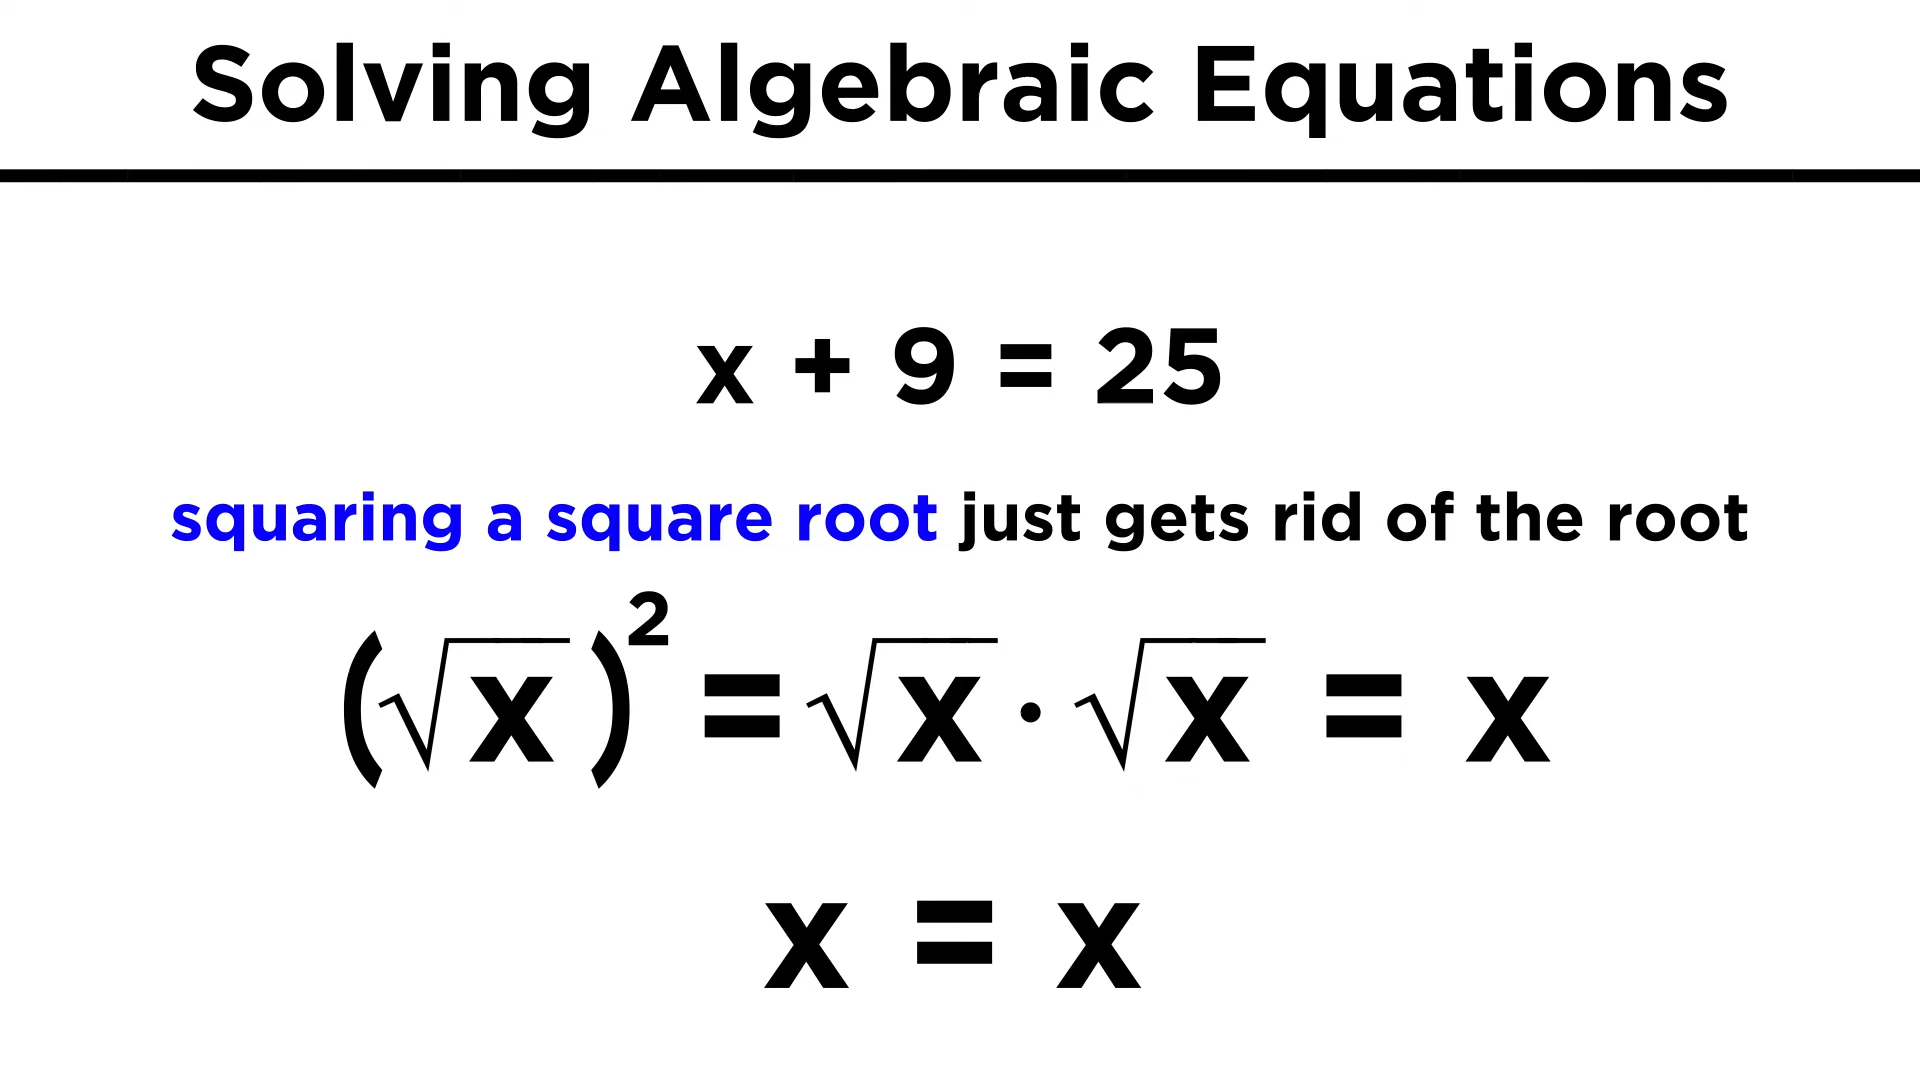 Solving Algebraic Equations
x + 9 = 25
squaring a square root just gets rid of the root
(√x)² = √x · √x = x
x = x